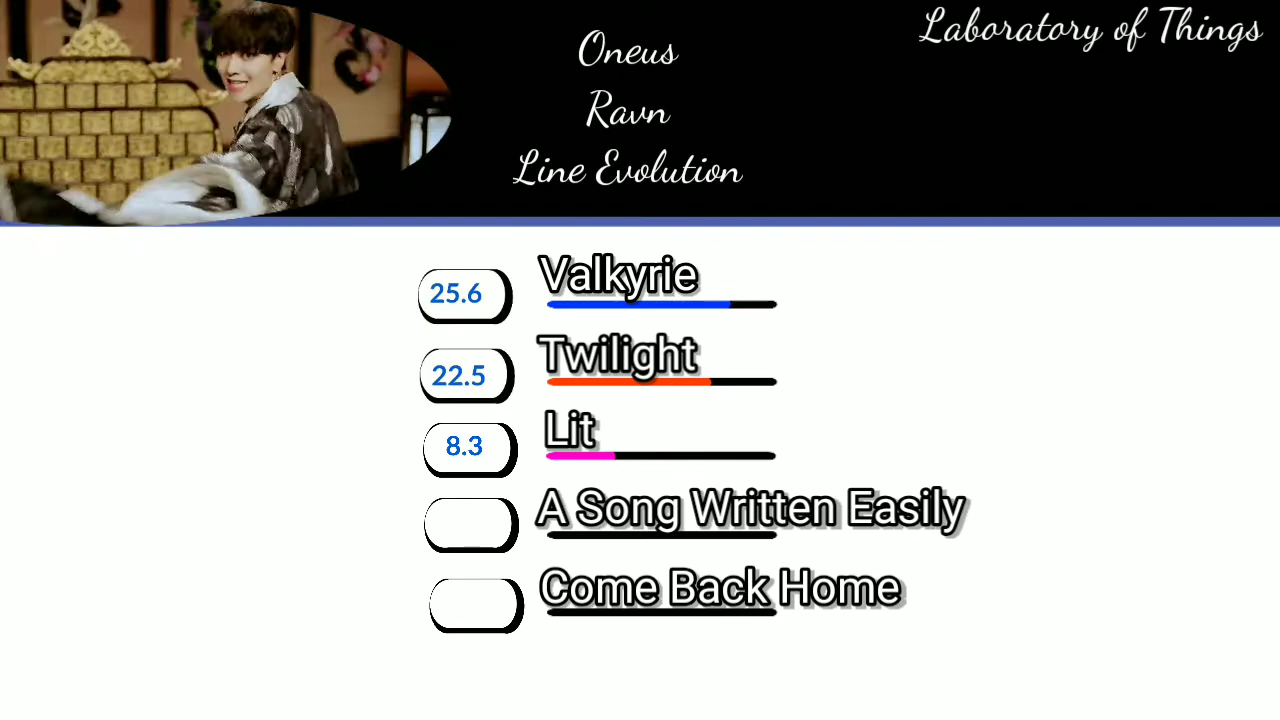 Laboratory of Things
Oneus
Ravn
Line Evolution
25.6 Valkyrie
22.5 Twilight
8.3 Lit
A Song Written Easily
Come Back Home